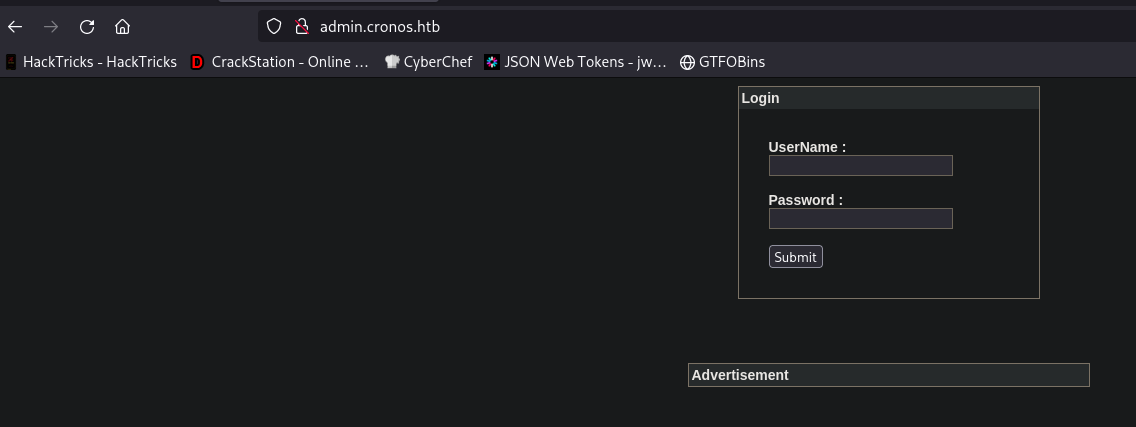 admin.cronos.htb
HackTricks - HackTricks CrackStation - Online ... CyberChef JSON Web Tokens - jw... GTFOBins
Login
UserName :
Password :
Submit
Advertisement